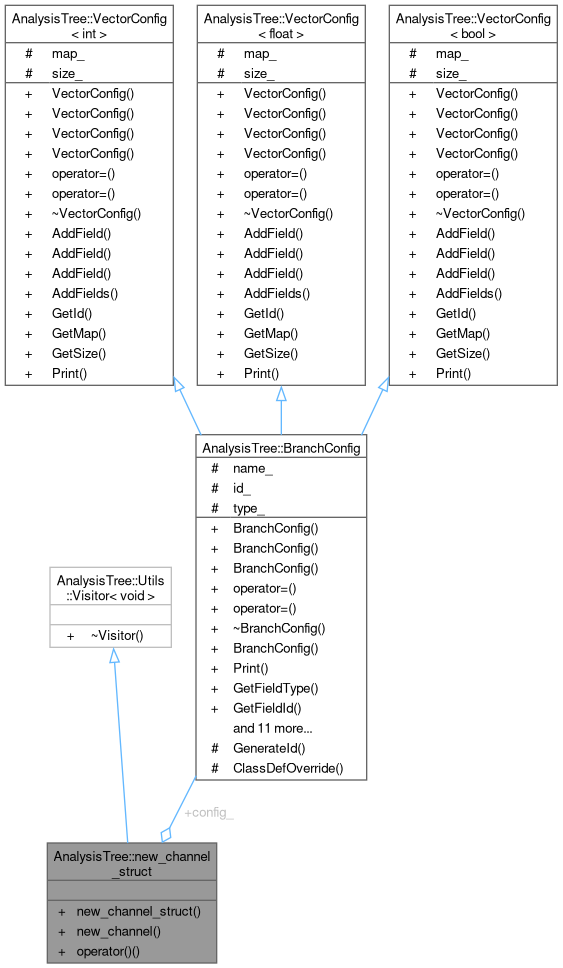 AnalysisTree::VectorConfig
< int >
# map_
# size_
+ VectorConfig()
+ VectorConfig()
+ VectorConfig()
+ VectorConfig()
+ operator=()
+ operator=()
+ ~VectorConfig()
+ AddField()
+ AddField()
+ AddField()
+ AddFields()
+ GetId()
+ GetMap()
+ GetSize()
+ Print()
AnalysisTree::VectorConfig
< float >
# map_
# size_
+ VectorConfig()
+ VectorConfig()
+ VectorConfig()
+ VectorConfig()
+ operator=()
+ operator=()
+ ~VectorConfig()
+ AddField()
+ AddField()
+ AddField()
+ AddFields()
+ GetId()
+ GetMap()
+ GetSize()
+ Print()
AnalysisTree::VectorConfig
< bool >
# map_
# size_
+ VectorConfig()
+ VectorConfig()
+ VectorConfig()
+ VectorConfig()
+ operator=()
+ operator=()
+ ~VectorConfig()
+ AddField()
+ AddField()
+ AddField()
+ AddFields()
+ GetId()
+ GetMap()
+ GetSize()
+ Print()
AnalysisTree::BranchConfig
# name_
# id_
# type_
+ BranchConfig()
+ BranchConfig()
+ BranchConfig()
+ operator=()
+ operator=()
+ ~BranchConfig()
+ BranchConfig()
+ Print()
+ GetFieldType()
+ GetFieldId()
and 11 more...
# GenerateId()
# ClassDefOverride()
AnalysisTree::Utils
::Visitor< void >
+ ~Visitor()
+config_
AnalysisTree::new_channel
_struct
+ new_channel_struct()
+ new_channel()
+ operator()()